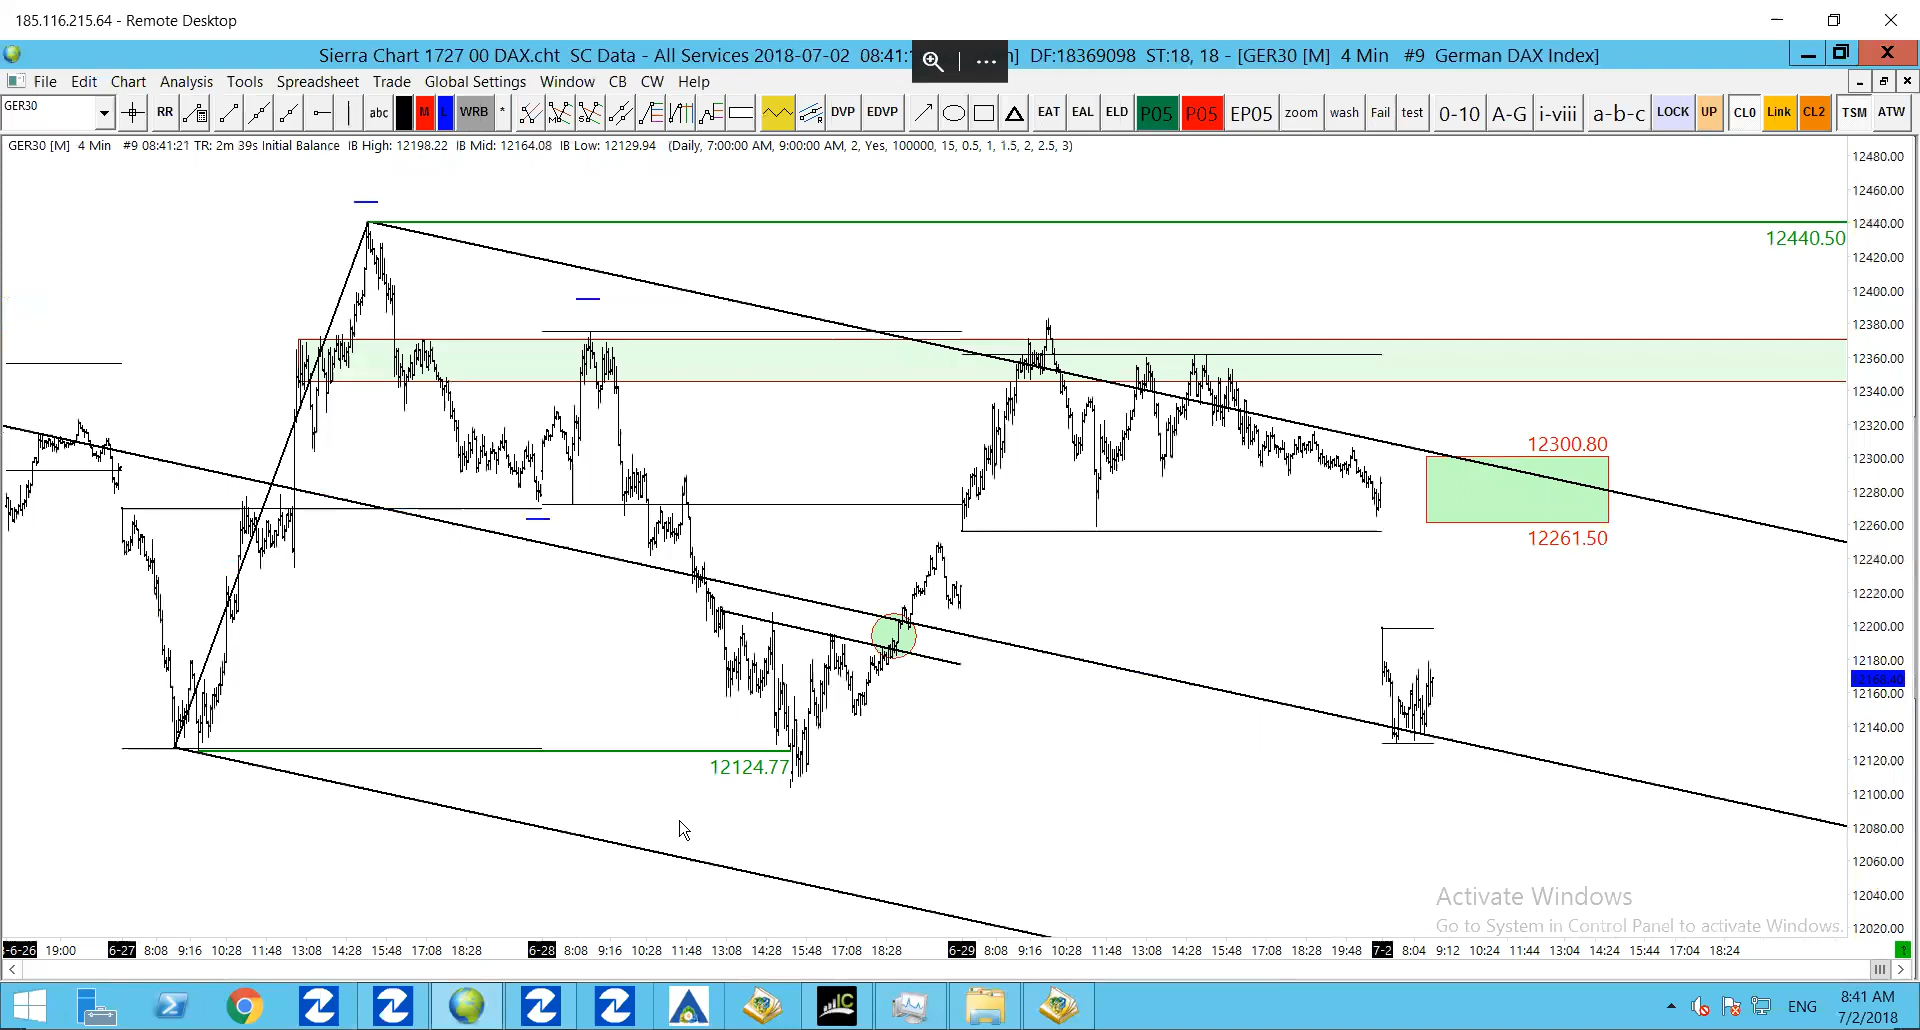 185.116.215.64 - Remote Desktop
Sierra Chart 1727 00 DAX.cht SC Data - All Services 2018-07-02 08:41: ] DF:18369098 ST:18, 18 - [GER30 [M] 4 Min #9 German DAX Index]
File Edit Chart Analysis Tools Spreadsheet Trade Global Settings Window CB CW Help
GER30 RR abc M L WRB * DVP EDVP EAT EAL ELD P05 P05 EP05 zoom wash Fail test 0-10 A-G i-viii a-b-c LOCK UP CL0 Link CL2 TSM ATW
GER30 [M] 4 Min #9 08:41:21 TR: 2m 39s Initial Balance IB High: 12198.22 IB Mid: 12164.08 IB Low: 12129.94 (Daily, 7:00:00 AM, 9:00:00 AM, 2, Yes, 100000, 15, 0.5, 1, 1.5, 2, 2.5, 3)
12480.00
12460.00
12440.00
12440.50
12420.00
12400.00
12380.00
12360.00
12340.00
12320.00
12300.80
12300.00
12280.00
12260.00
12261.50
12240.00
12220.00
12200.00
12180.00
12168.40
12160.00
12140.00
12120.00
12124.77
12100.00
12080.00
12060.00
12040.00
12020.00
Activate Windows
Go to System in Control Panel to activate Windows.
-6-26 19:00 6-27 8:08 9:16 10:28 11:48 13:08 14:28 15:48 17:08 18:28 6-28 8:08 9:16 10:28 11:48 13:08 14:28 15:48 17:08 18:28 6-29 8:08 9:16 10:28 11:48 13:08 14:28 15:48 17:08 18:28 19:48 7-2 8:04 9:12 10:24 11:44 13:04 14:24 15:44 17:04 18:24
IC
ENG
8:41 AM
7/2/2018